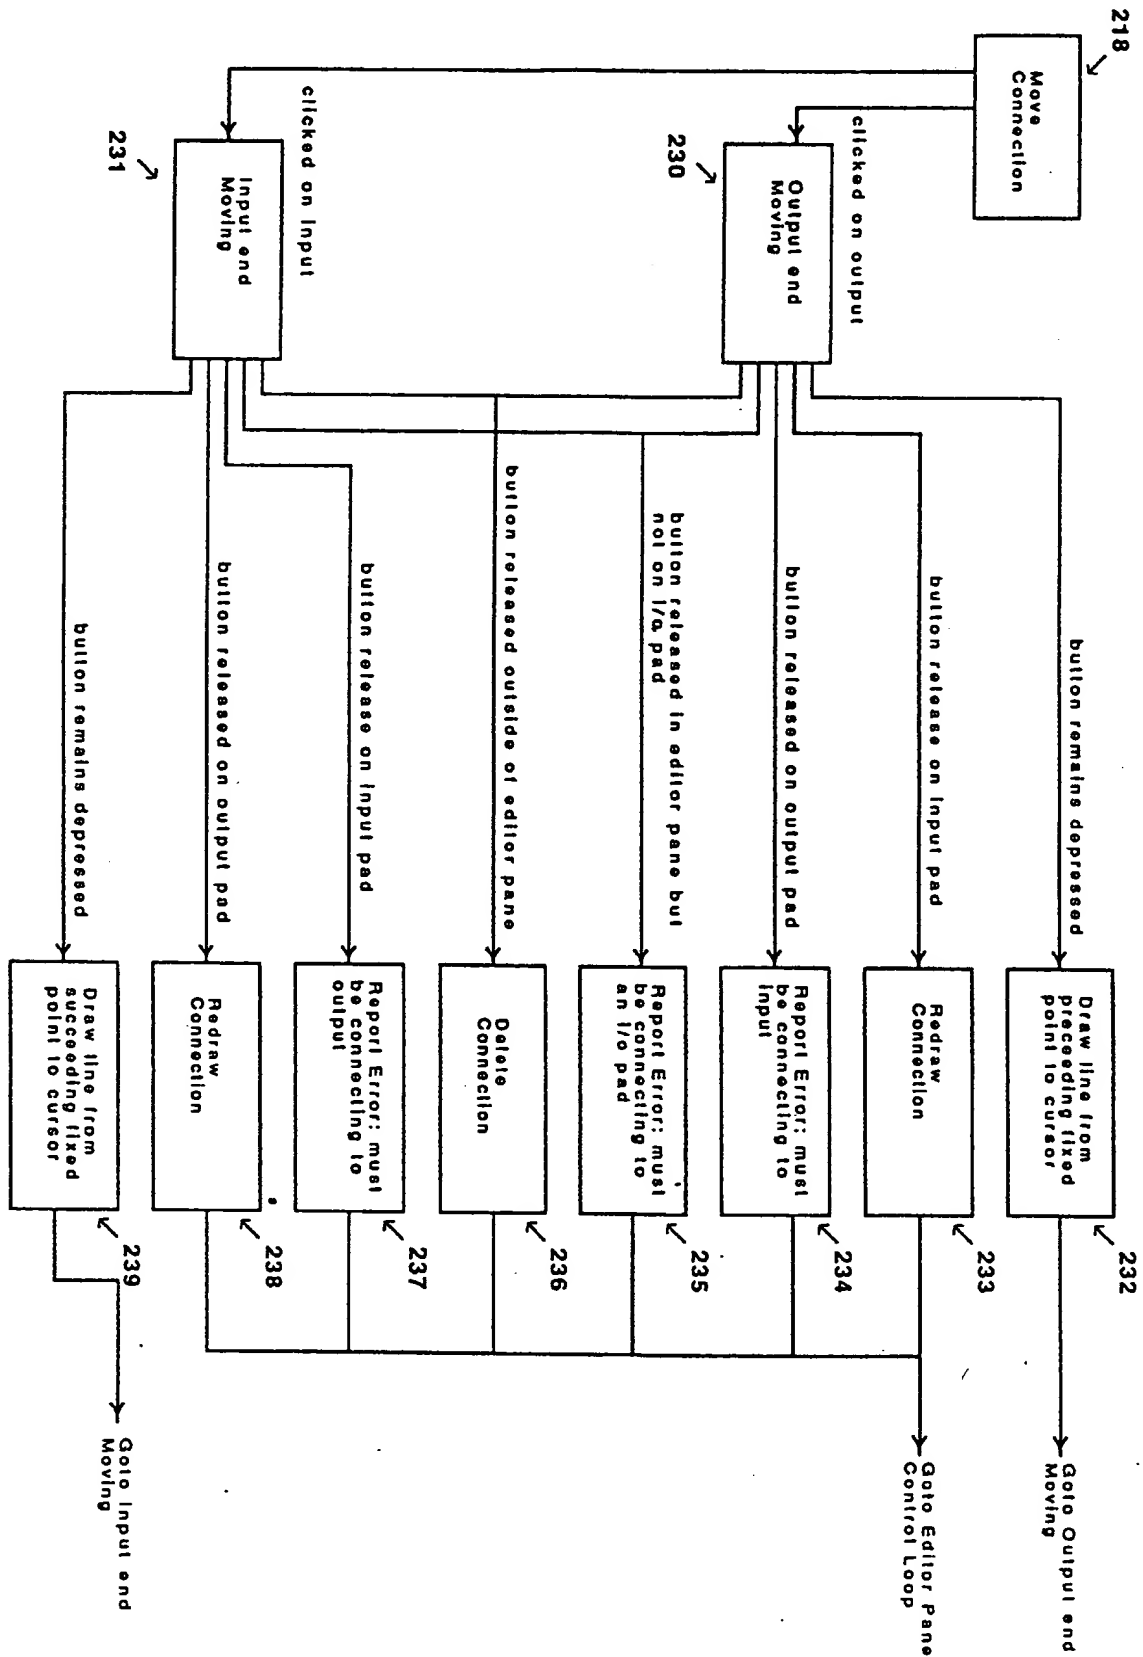 218
Move
Connection
clicked on output
230
Output end
Moving
clicked on input
231
Input end
Moving
button remains depressed
button release on input pad
button released on output pad
button released in editor pane but
not on i/o pad
button released outside of editor pane
button release on input pad
button released on output pad
button remains depressed
Draw line from
preceeding fixed
point to cursor
232
Redraw
Connection
233
Report Error: must
be connecting to
input
234
Report Error: must
be connecting to
an i/o pad
235
Delete
Connection
236
Report Error: must
be connecting to
output
237
Redraw
Connection
238
Draw line from
succeeding fixed
point to cursor
239
Goto Output end
Moving
Goto Editor Pane
Control Loop
Goto Input end
Moving